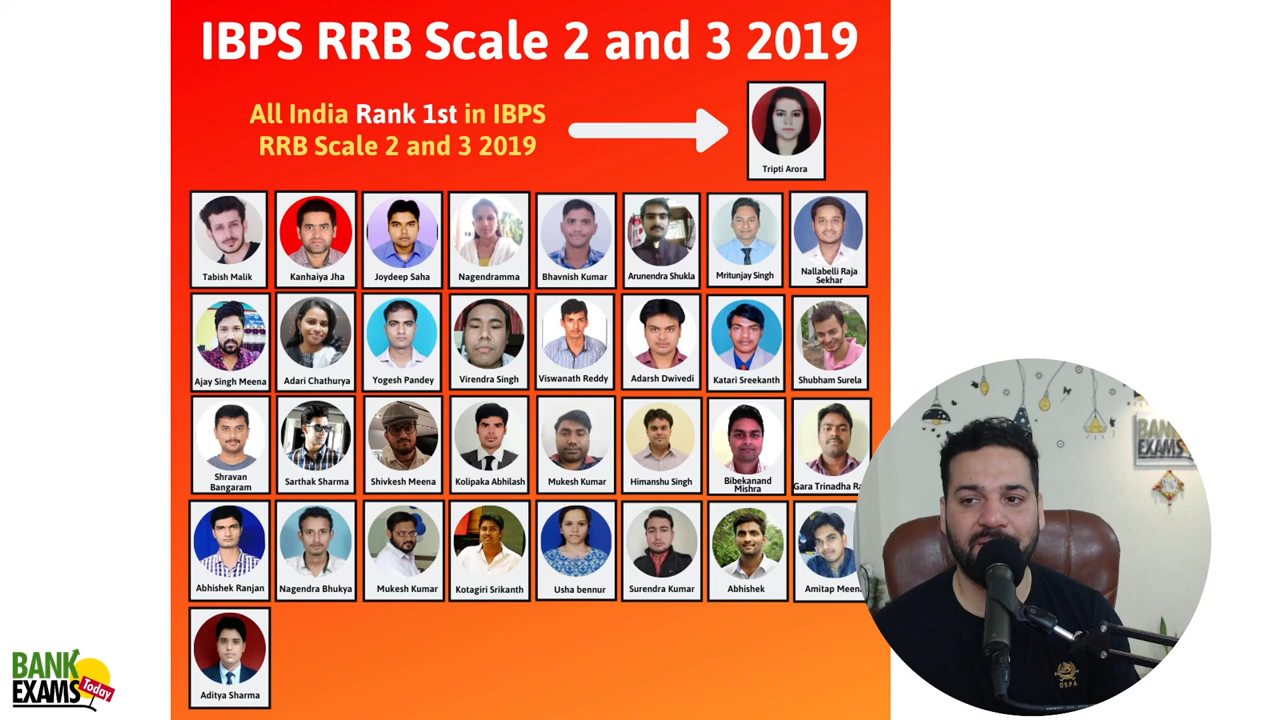 IBPS RRB Scale 2 and 3 2019
All India Rank 1st in IBPS
RRB Scale 2 and 3 2019
Tripti Arora
Tabish Malik
Kanhaiya Jha
Joydeep Saha
Nagendramma
Bhavnish Kumar
Arunendra Shukla
Mritunjay Singh
Nallabelli Raja
Sekhar
Ajay Singh Meena
Adari Chathurya
Yogesh Pandey
Virendra Singh
Viswanath Reddy
Adarsh Dwivedi
Katari Sreekanth
Shubham Surela
Shravan
Bangaram
Sarthak Sharma
Shivkesh Meena
Kolipaka Abhilash
Mukesh Kumar
Himanshu Singh
Bibekanand
Mishra
Gara Trinadha
Abhishek Ranjan
Nagendra Bhukya
Mukesh Kumar
Kotagiri Srikanth
Usha bennur
Surendra Kumar
Abhishek
Amitap Meena
Aditya Sharma
BANK
EXAMS
Today
BANK
EXAMS
USPA